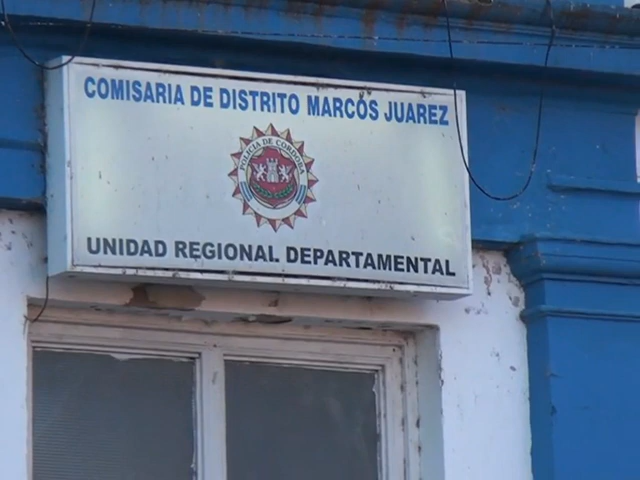 COMISARIA DE DISTRITO MARCOS JUAREZ
POLICIA DE CORDOBA
UNIDAD REGIONAL DEPARTAMENTAL